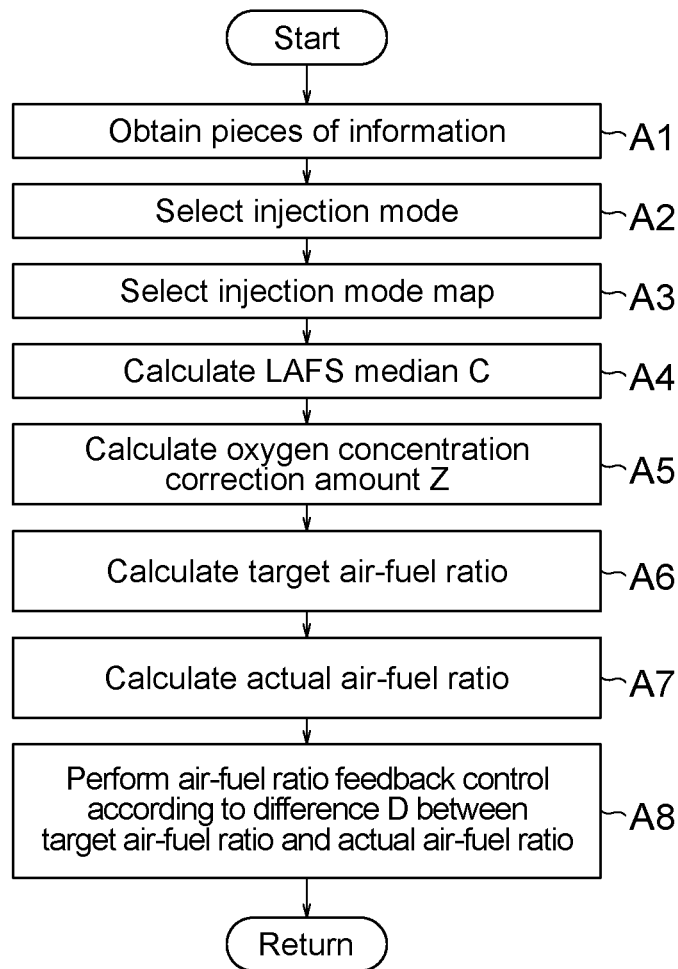 Start
Obtain pieces of information
A1
Select injection mode
A2
Select injection mode map
A3
Calculate LAFS median C
A4
Calculate oxygen concentration
correction amount Z
A5
Calculate target air-fuel ratio
A6
Calculate actual air-fuel ratio
A7
Perform air-fuel ratio feedback control
according to difference D between
target air-fuel ratio and actual air-fuel ratio
A8
Return